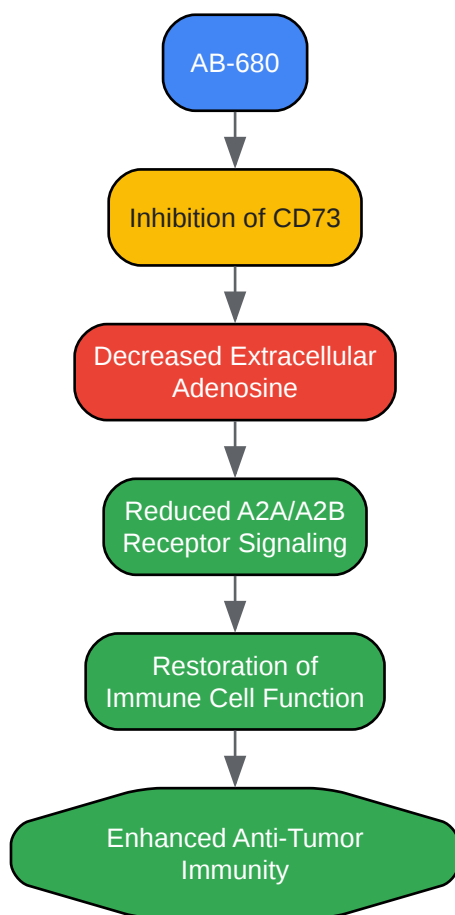 AB-680
Inhibition of CD73
Decreased Extracellular
Adenosine
Reduced A2A/A2B
Receptor Signaling
Restoration of
Immune Cell Function
Enhanced Anti-Tumor
Immunity